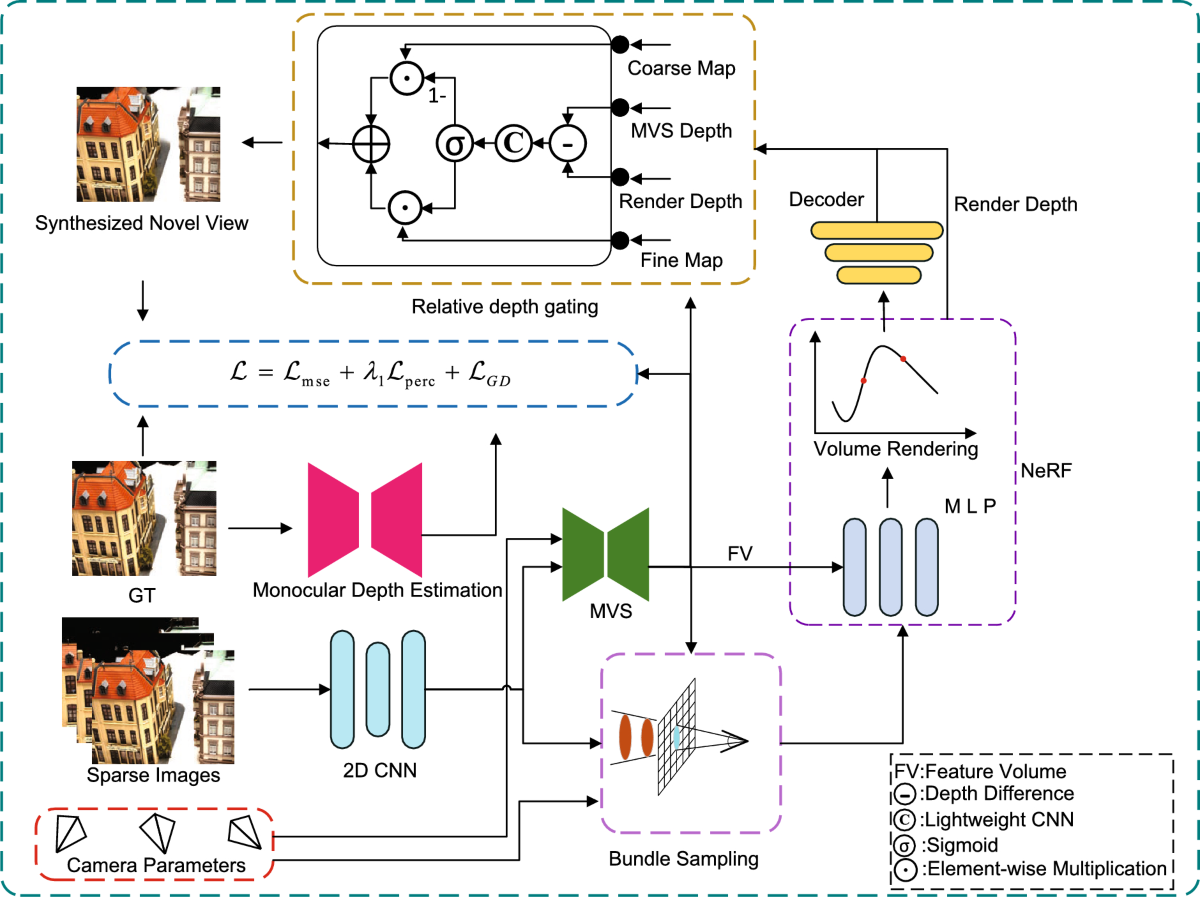 Coarse Map
1-
MVS Depth
σ
C
-
Render Depth
Fine Map
Synthesized Novel View
Relative depth gating
Decoder
Render Depth
ℒ = ℒmse + λ1ℒperc + ℒGD
Volume Rendering
NeRF
M L P
GT
Monocular Depth Estimation
FV
MVS
Sparse Images
2D CNN
Camera Parameters
Bundle Sampling
FV:Feature Volume
- :Depth Difference
C :Lightweight CNN
σ :Sigmoid
· :Element-wise Multiplication